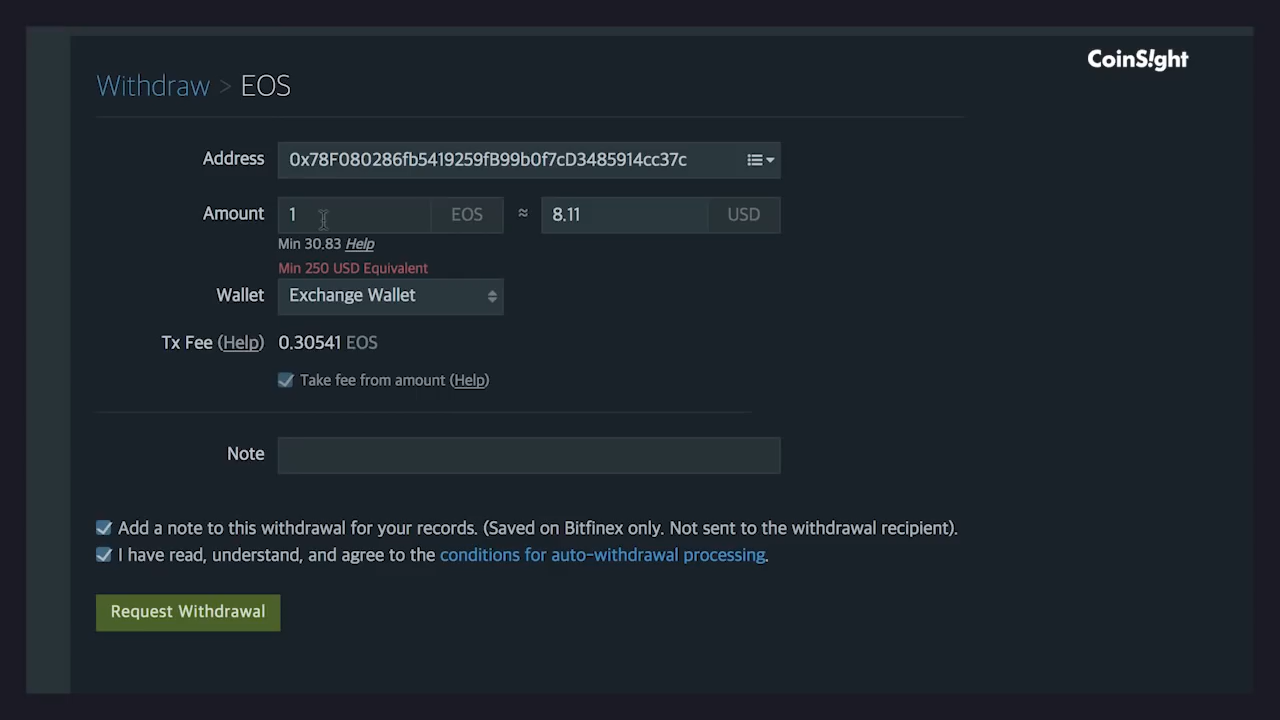 CoinS!ght
Withdraw > EOS
Address 0x78F080286fb5419259fB99b0f7cD3485914cc37c
Amount 1 EOS ≈ 8.11 USD
Min 30.83 Help
Min 250 USD Equivalent
Wallet Exchange Wallet
Tx Fee (Help) 0.30541 EOS
Take fee from amount (Help)
Note
Add a note to this withdrawal for your records. (Saved on Bitfinex only. Not sent to the withdrawal recipient).
I have read, understand, and agree to the conditions for auto-withdrawal processing.
Request Withdrawal